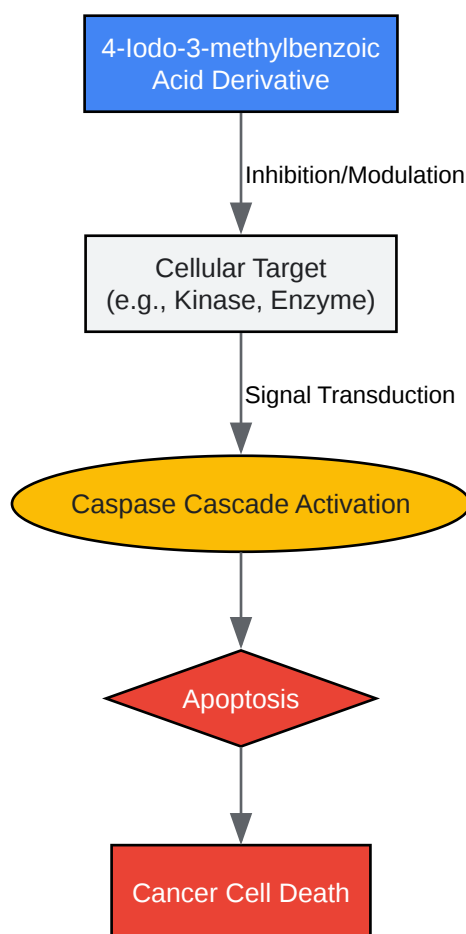 4-Iodo-3-methylbenzoic
Acid Derivative
Inhibition/Modulation
Cellular Target
(e.g., Kinase, Enzyme)
Signal Transduction
Caspase Cascade Activation
Apoptosis
Cancer Cell Death